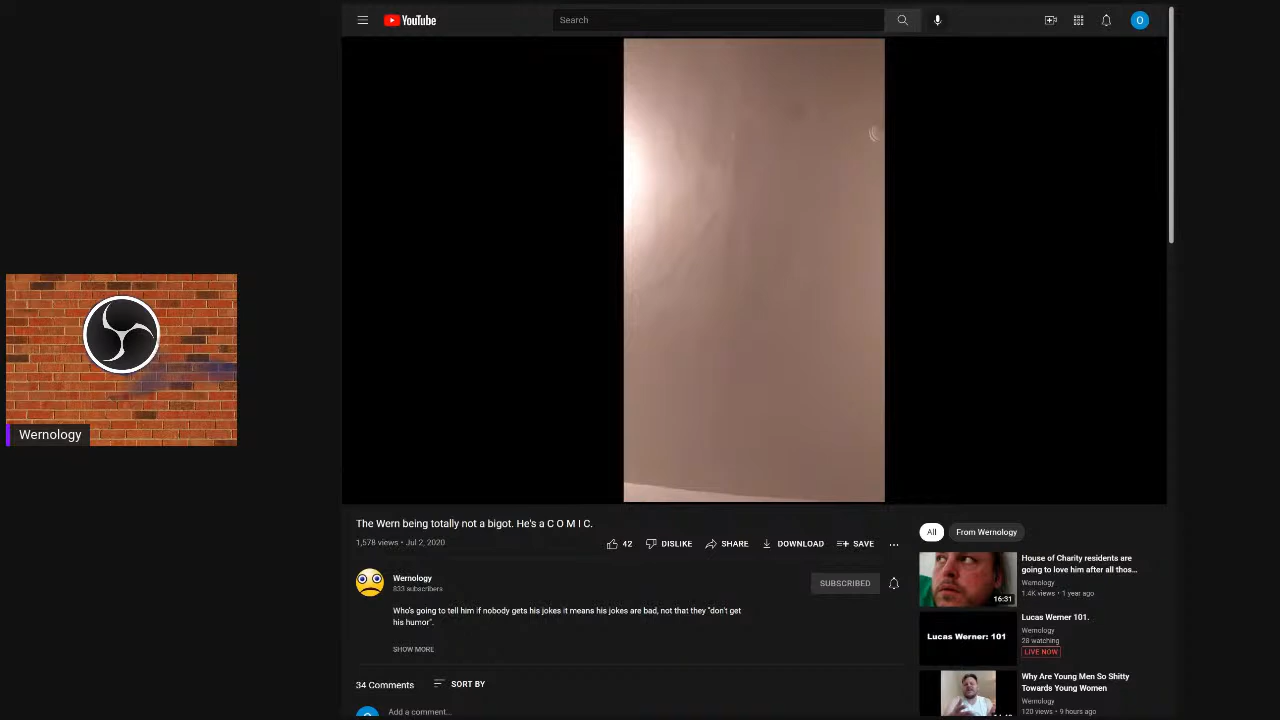 YouTube
Search
O
Wernology
The Wern being totally not a bigot. He's a C O M I C.
1,578 views • Jul 2, 2020
42
DISLIKE
SHARE
DOWNLOAD
SAVE
Wernology
833 subscribers
SUBSCRIBED
Who's going to tell him if nobody gets his jokes it means his jokes are bad, not that they "don't get
his humor".
SHOW MORE
34 Comments
SORT BY
Add a comment...
All
From Wernology
16:31
House of Charity residents are
going to love him after all thos...
Wernology
1.4K views • 1 year ago
Lucas Werner: 101
Lucas Werner 101.
Wernology
28 watching
LIVE NOW
Why Are Young Men So Shitty
Towards Young Women
Wernology
120 views • 9 hours ago